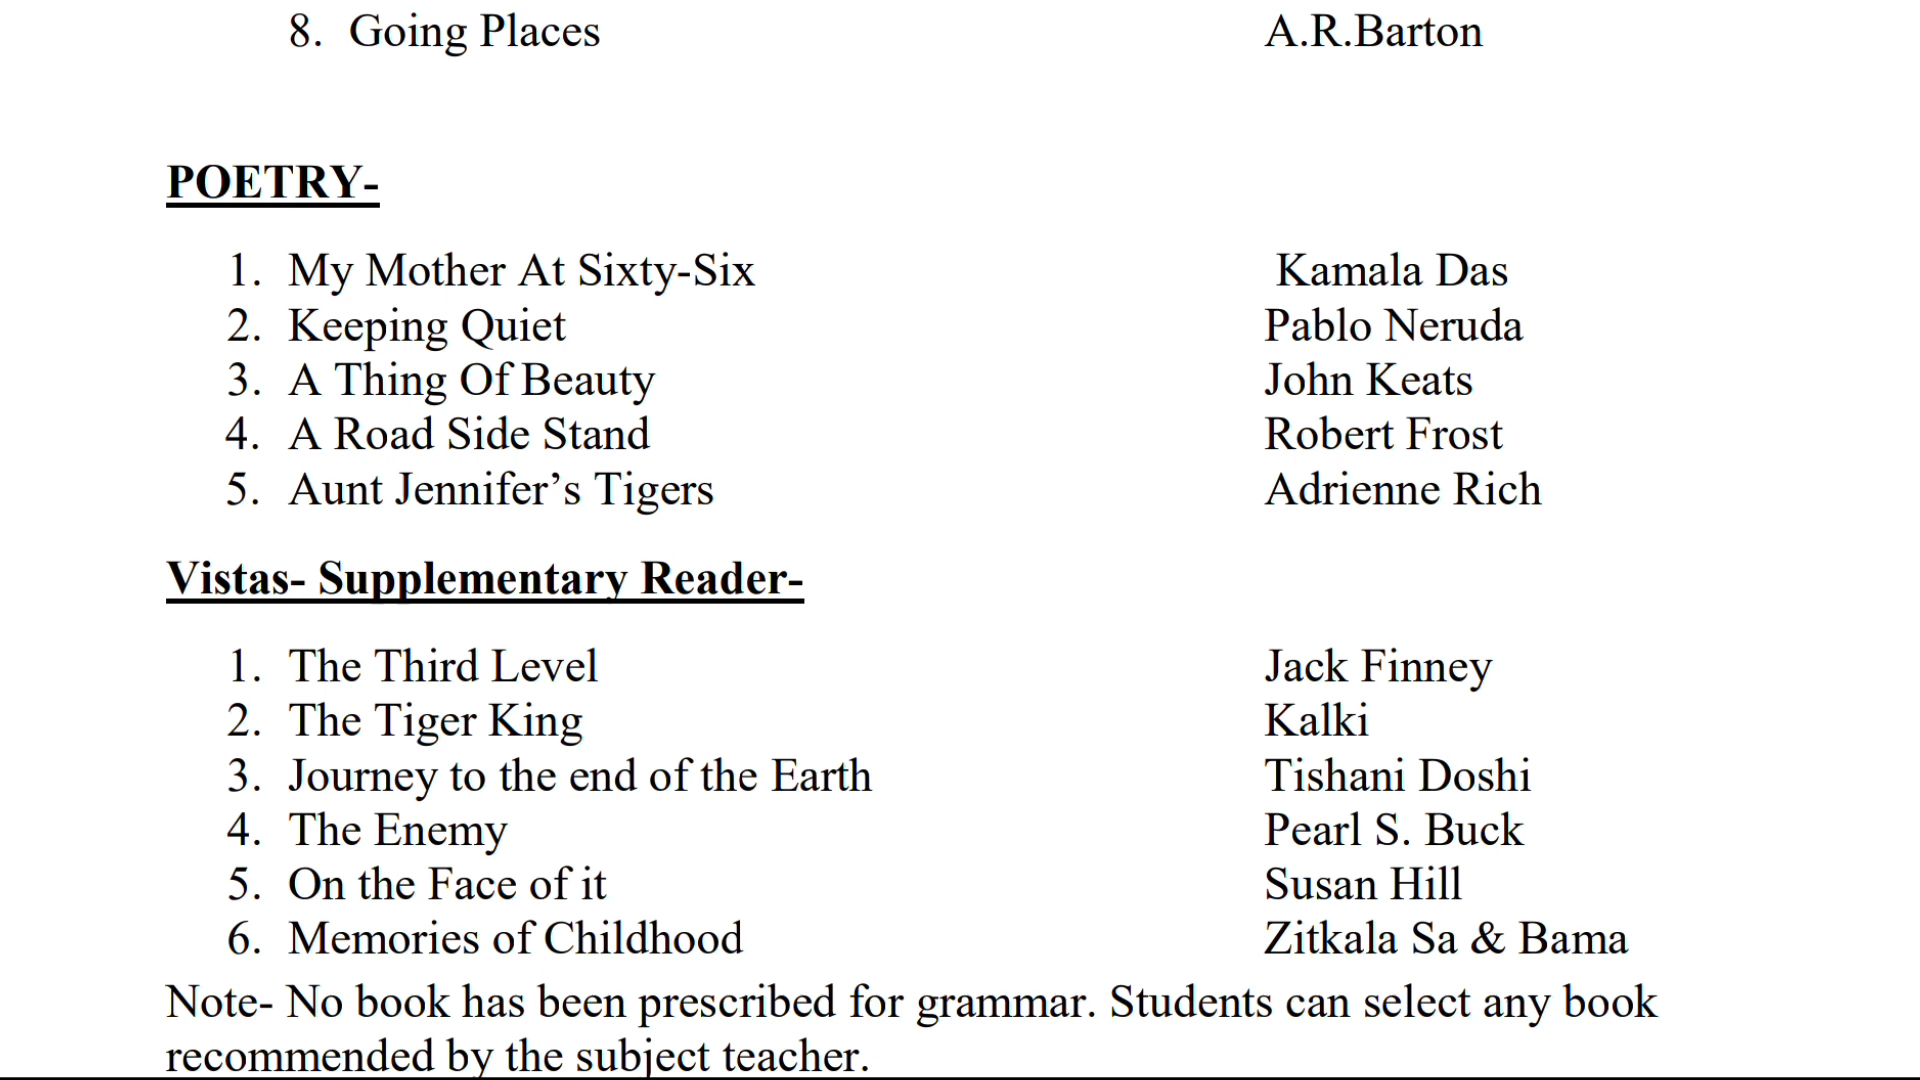 8. Going Places A.R.Barton
POETRY-
1. My Mother At Sixty-Six Kamala Das
2. Keeping Quiet Pablo Neruda
3. A Thing Of Beauty John Keats
4. A Road Side Stand Robert Frost
5. Aunt Jennifer’s Tigers Adrienne Rich
Vistas- Supplementary Reader-
1. The Third Level Jack Finney
2. The Tiger King Kalki
3. Journey to the end of the Earth Tishani Doshi
4. The Enemy Pearl S. Buck
5. On the Face of it Susan Hill
6. Memories of Childhood Zitkala Sa & Bama
Note- No book has been prescribed for grammar. Students can select any book
recommended by the subject teacher.